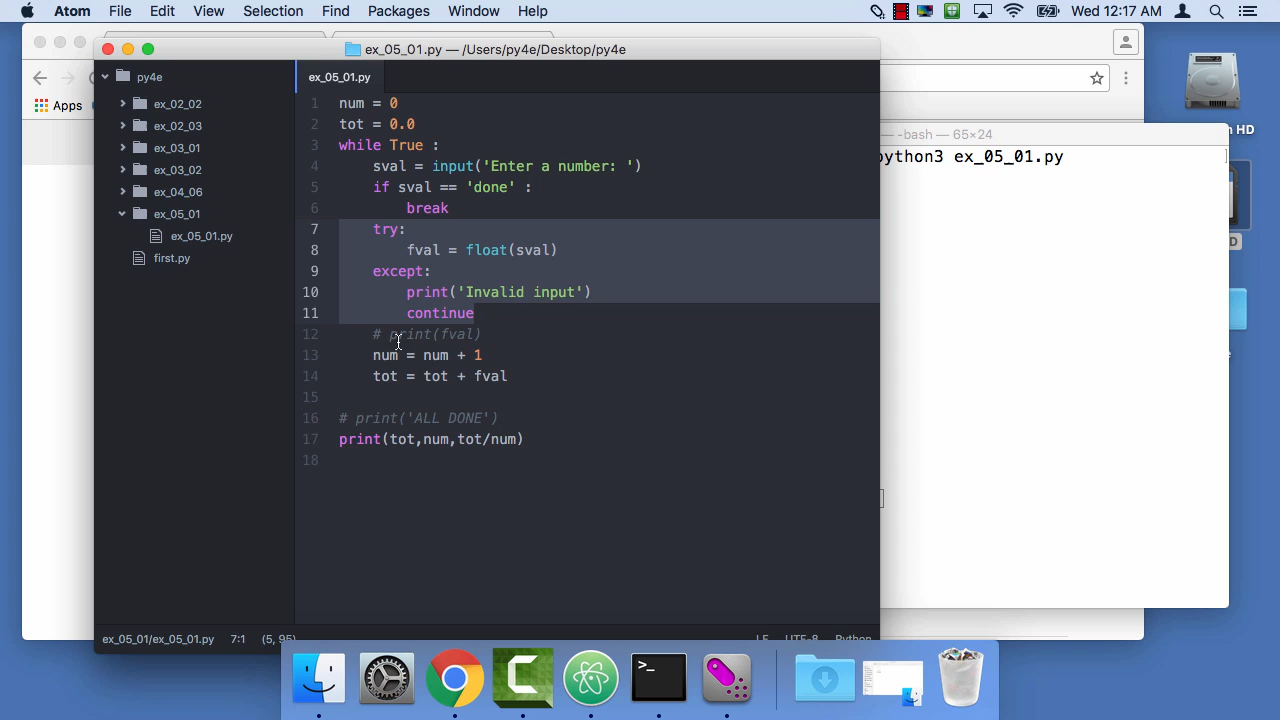 Atom File Edit View Selection Find Packages Window Help Wed 12:17 AM
ex_05_01.py — /Users/py4e/Desktop/py4e
py4e
ex_05_01.py
Apps
ex_02_02
ex_02_03
ex_03_01
ex_03_02
ex_04_06
ex_05_01
ex_05_01.py
first.py
1 num = 0
2 tot = 0.0
3 while True :
4 sval = input('Enter a number: ')
5 if sval == 'done' :
6 break
7 try:
8 fval = float(sval)
9 except:
10 print('Invalid input')
11 continue
12 # print(fval)
13 num = num + 1
14 tot = tot + fval
15
16 # print('ALL DONE')
17 print(tot,num,tot/num)
18
— -bash — 65×24
python3 ex_05_01.py
HD
D
ex_05_01/ex_05_01.py 7:1 (5, 95) LF UTF-8 Python
>_